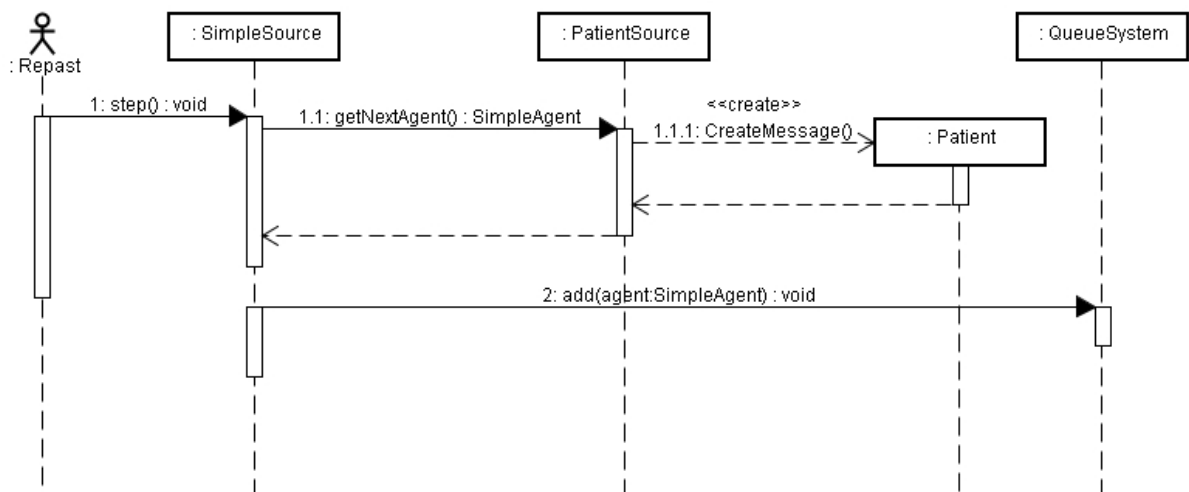 : SimpleSource
: PatientSource
: QueueSystem
: Repast
1: step() : void
1.1: getNextAgent() : SimpleAgent
<<create>>
1.1.1: CreateMessage()
: Patient
2: add(agent:SimpleAgent) : void